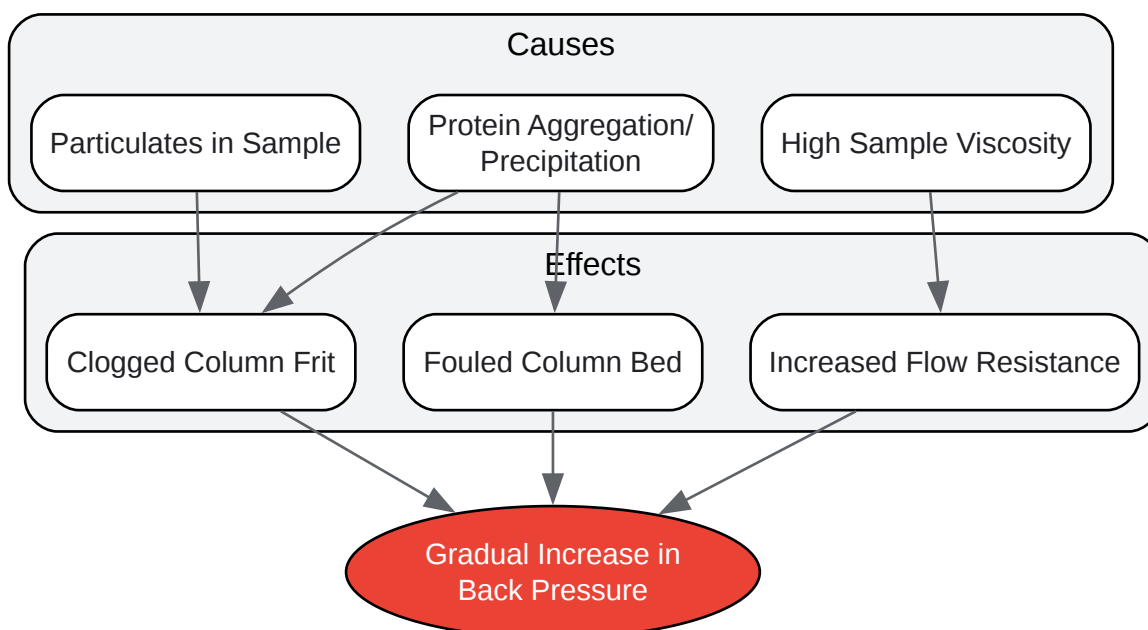 Causes
Particulates in Sample
Protein Aggregation/
Precipitation
High Sample Viscosity
Effects
Clogged Column Frit
Fouled Column Bed
Increased Flow Resistance
Gradual Increase in
Back Pressure